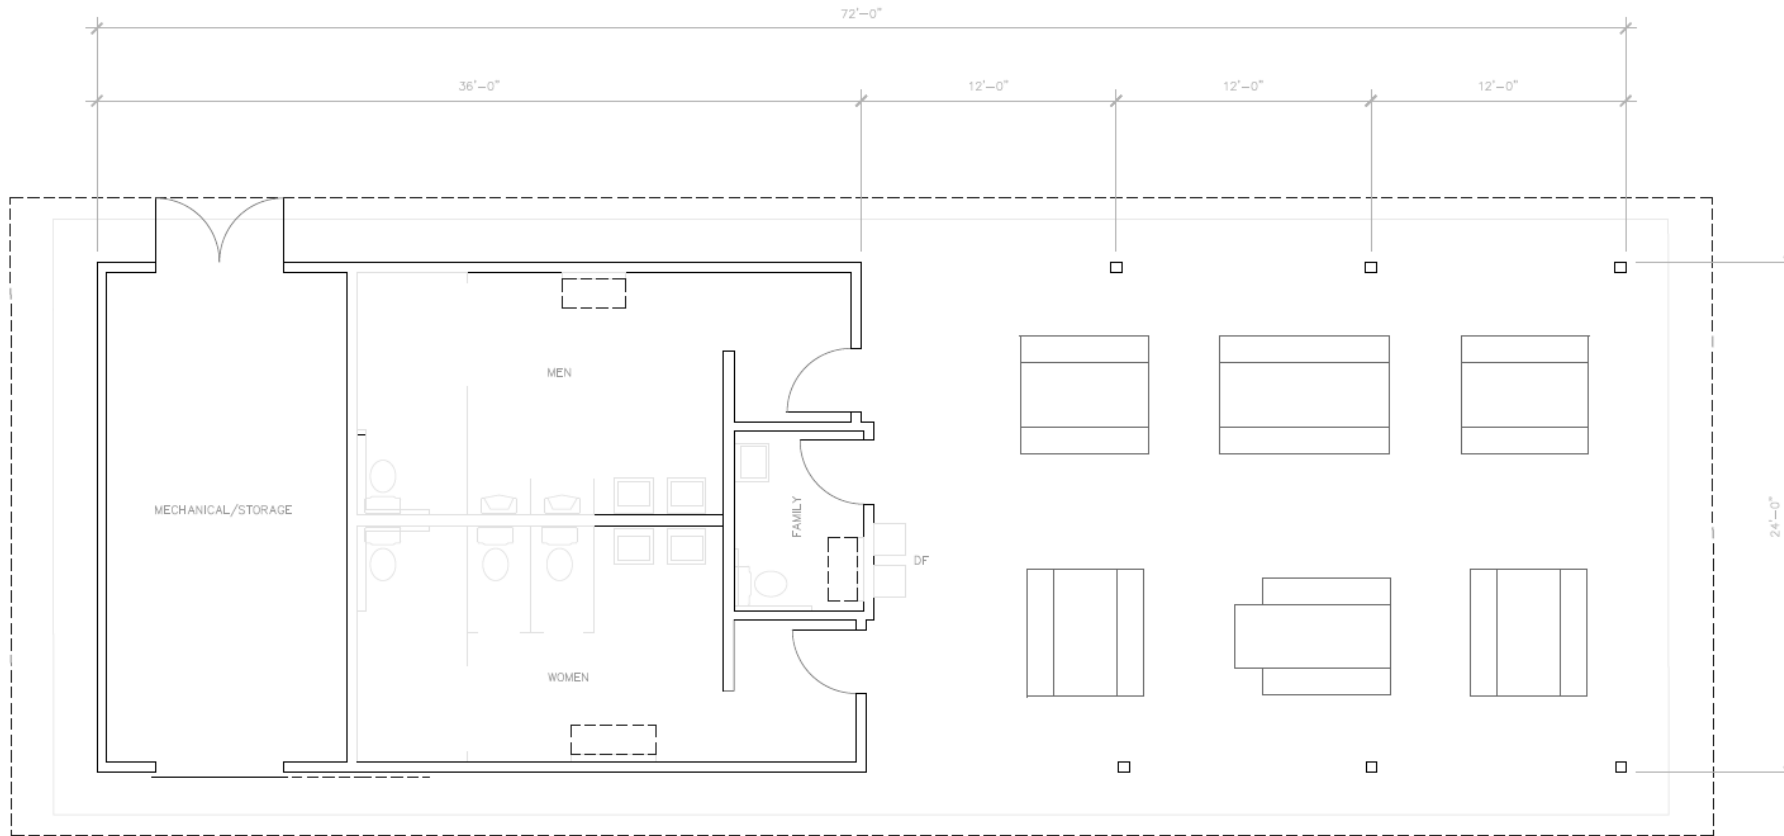 72'-0"
36'-0"
12'-0"
12'-0"
12'-0"
MEN
MECHANICAL/STORAGE
FAMILY
24'-0"
DF
WOMEN